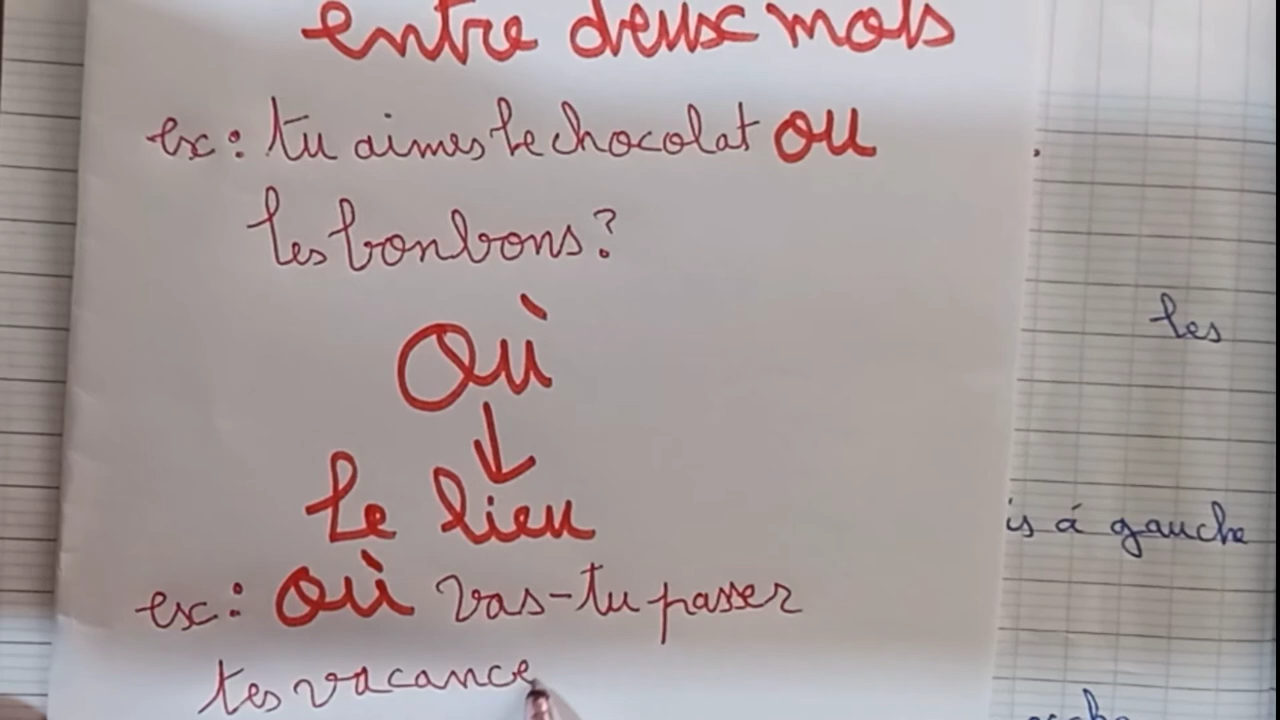 entre deux mots
ex: tu aimes le chocolat ou
les bonbons?
Où
↓
Le lieu
ex: où vas-tu passer
tes vacance
les
is á gauche